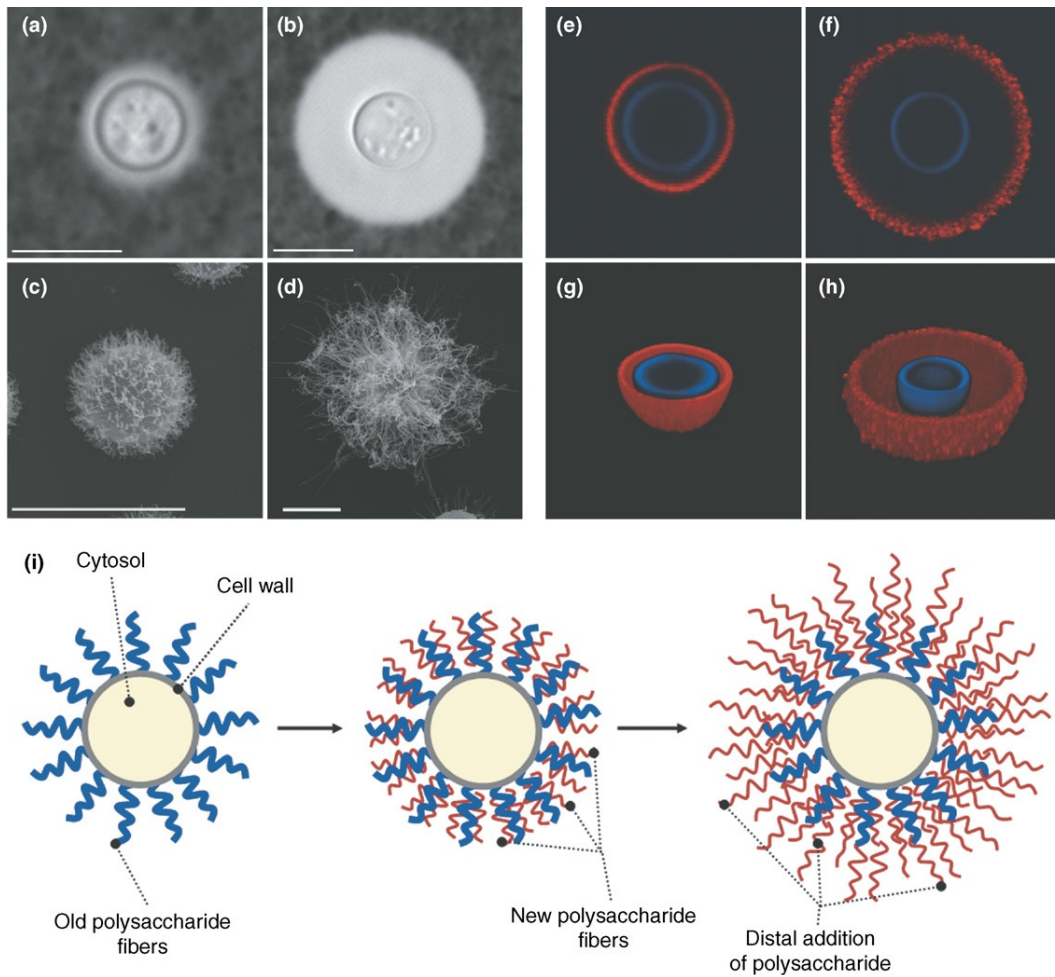 (a)
(b)
(e)
(f)
(c)
(d)
(g)
(h)
(i)
Cytosol
Cell wall
Old polysaccharide
fibers
New polysaccharide
fibers
Distal addition
of polysaccharide